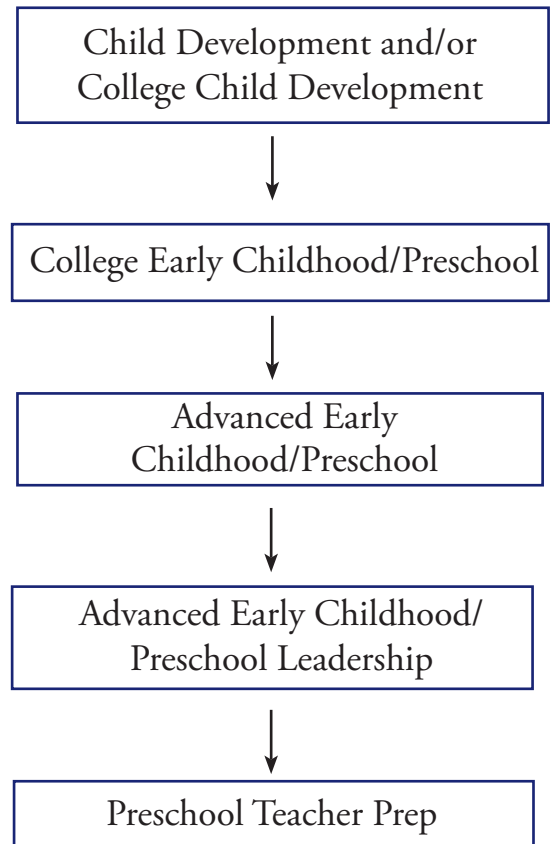 Child Development and/or
College Child Development
College Early Childhood/Preschool
Advanced Early
Childhood/Preschool
Advanced Early Childhood/
Preschool Leadership
Preschool Teacher Prep